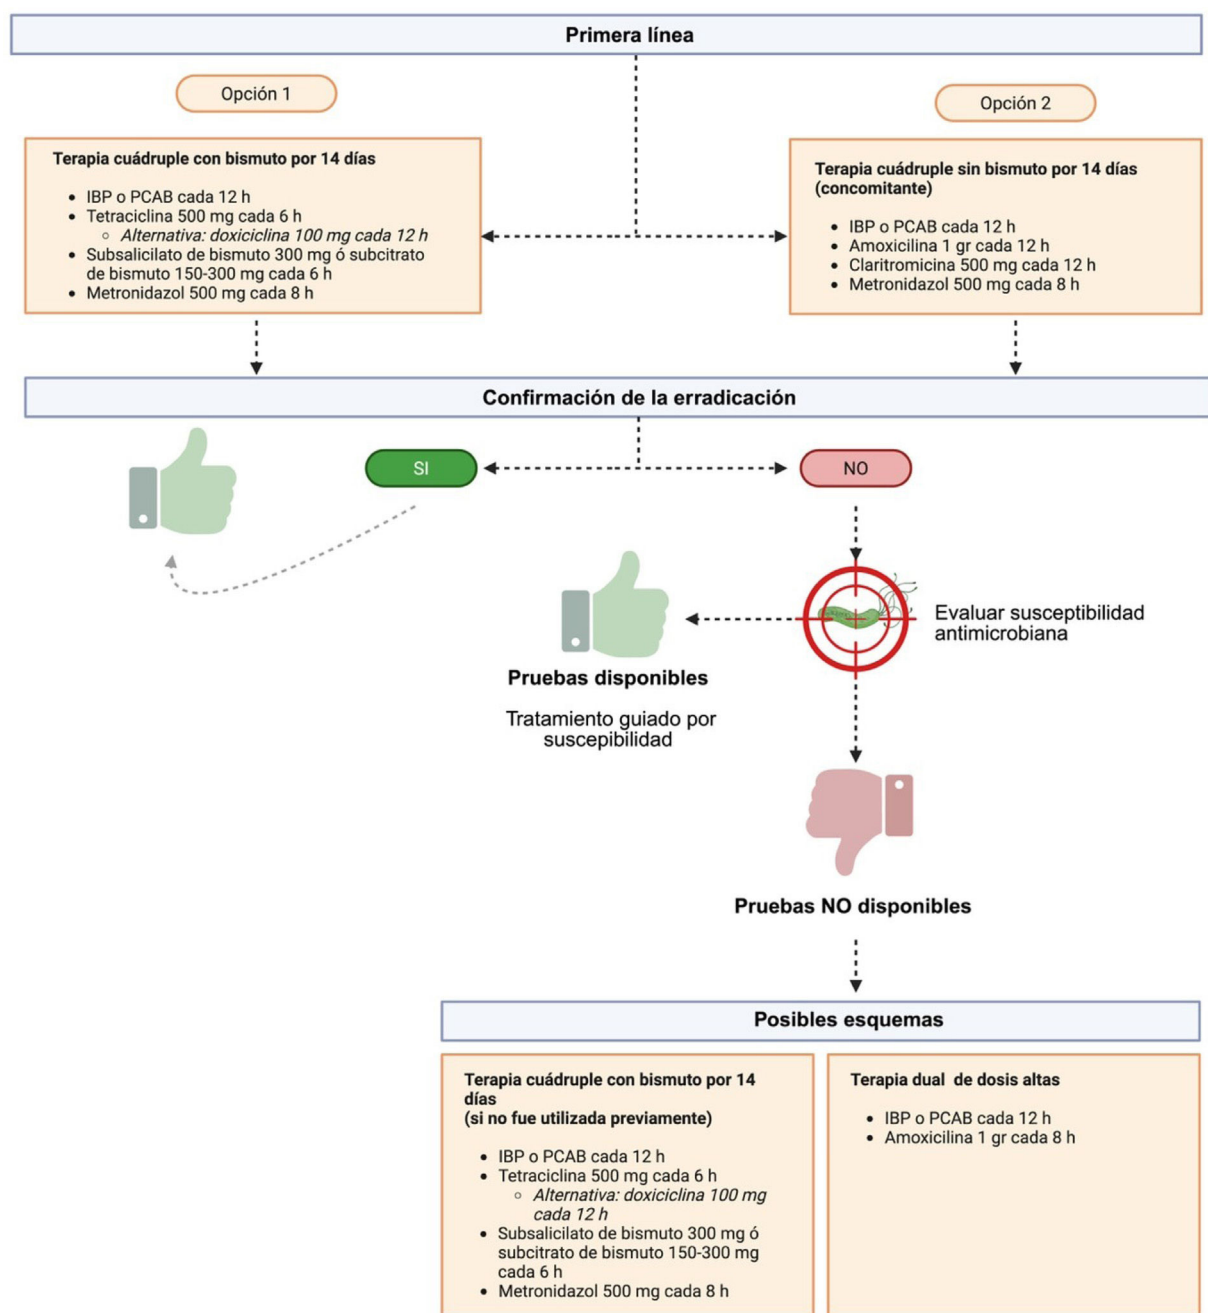 Primera línea
Opción 1
Terapia cuádruple con bismuto por 14 días
• IBP o PCAB cada 12 h
• Tetraciclina 500 mg cada 6 h
◦ Alternativa: doxiciclina 100 mg cada 12 h
• Subsalicilato de bismuto 300 mg ó subcitrato
de bismuto 150-300 mg cada 6 h
• Metronidazol 500 mg cada 8 h
Opción 2
Terapia cuádruple sin bismuto por 14 días
(concomitante)
• IBP o PCAB cada 12 h
• Amoxicilina 1 gr cada 12 h
• Claritromicina 500 mg cada 12 h
• Metronidazol 500 mg cada 8 h
Confirmación de la erradicación
SI
NO
Evaluar susceptibilidad
antimicrobiana
Pruebas disponibles
Tratamiento guiado por
suscepibilidad
Pruebas NO disponibles
Posibles esquemas
Terapia cuádruple con bismuto por 14
días
(si no fue utilizada previamente)
• IBP o PCAB cada 12 h
• Tetraciclina 500 mg cada 6 h
◦ Alternativa: doxiciclina 100 mg
cada 12 h
• Subsalicilato de bismuto 300 mg ó
subcitrato de bismuto 150-300 mg
cada 6 h
• Metronidazol 500 mg cada 8 h
Terapia dual de dosis altas
• IBP o PCAB cada 12 h
• Amoxicilina 1 gr cada 8 h